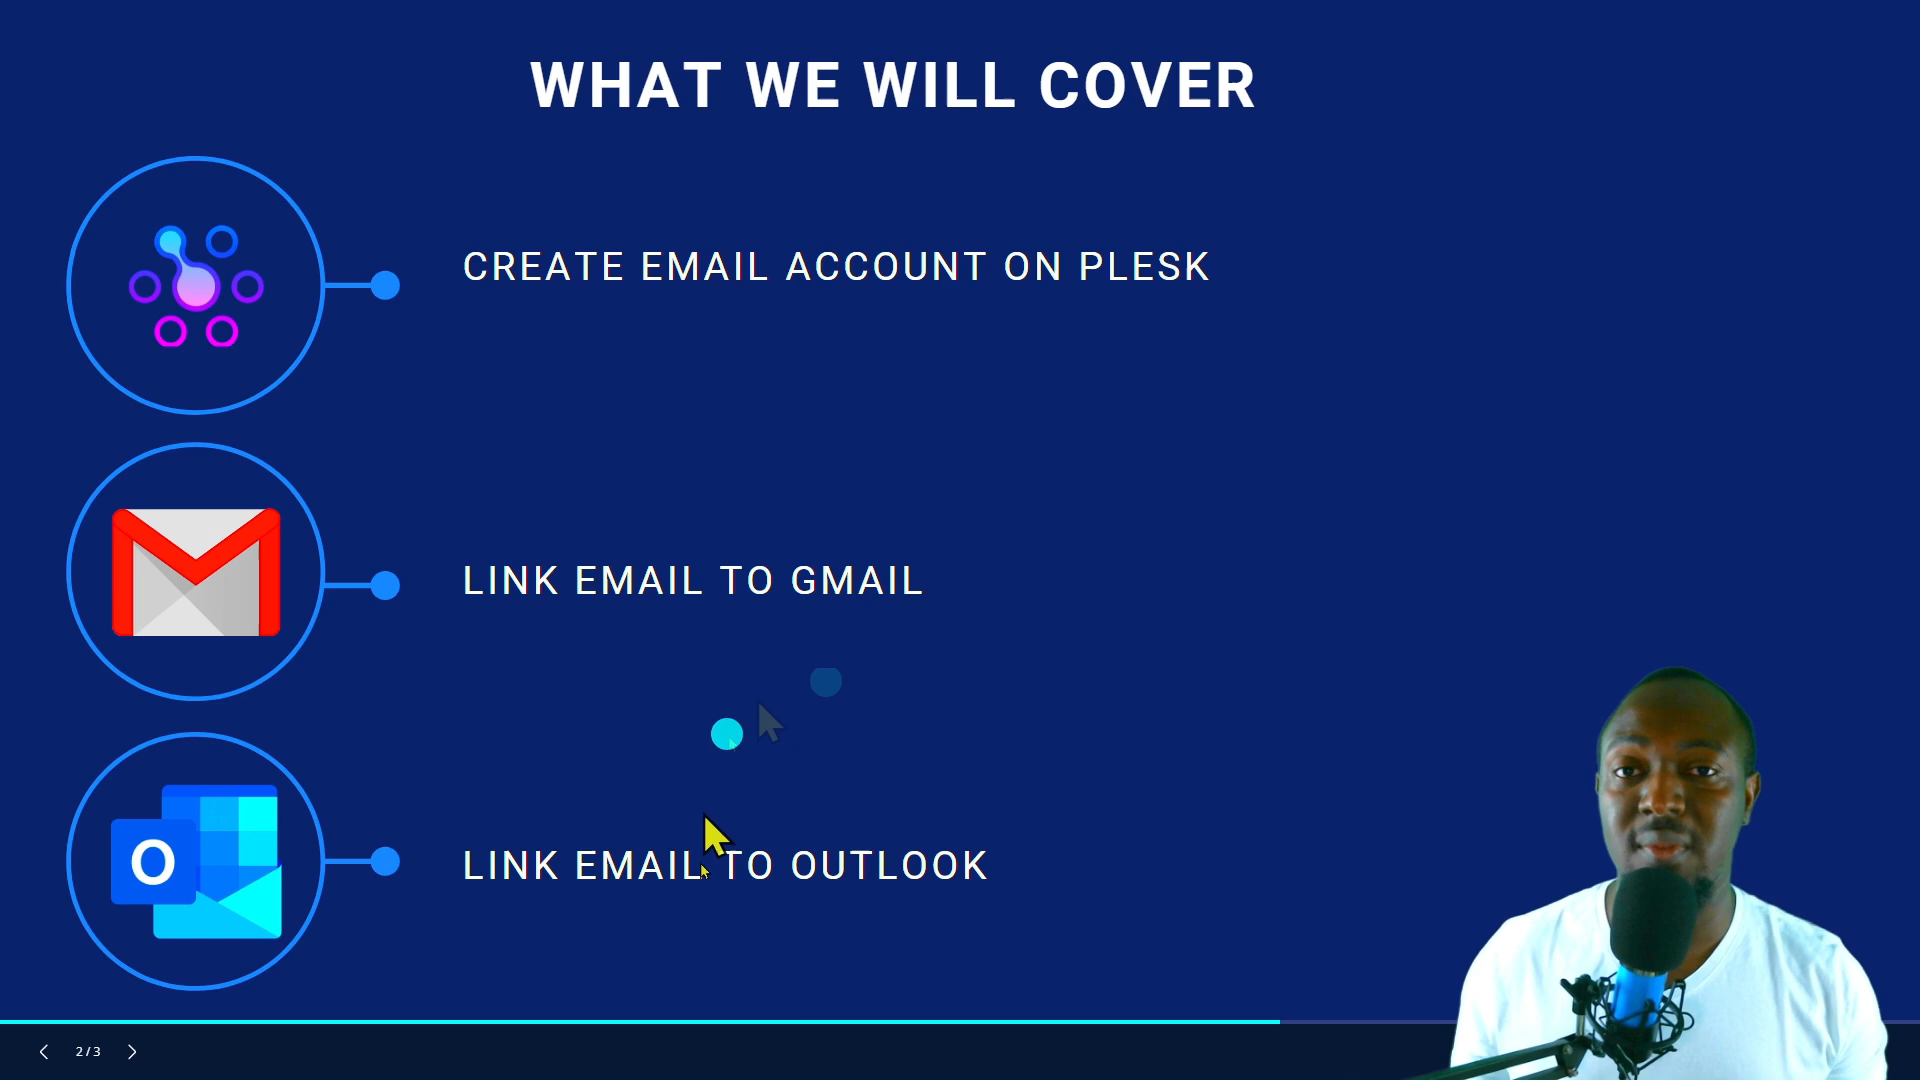 WHAT WE WILL COVER
CREATE EMAIL ACCOUNT ON PLESK
LINK EMAIL TO GMAIL
O
LINK EMAIL TO OUTLOOK
2/3